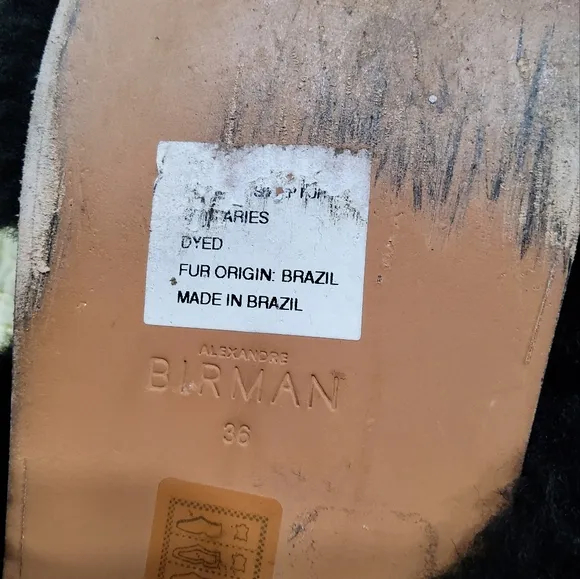 ARIES
DYED
FUR ORIGIN: BRAZIL
MADE IN BRAZIL
ALEXANDRE
BIRMAN
36